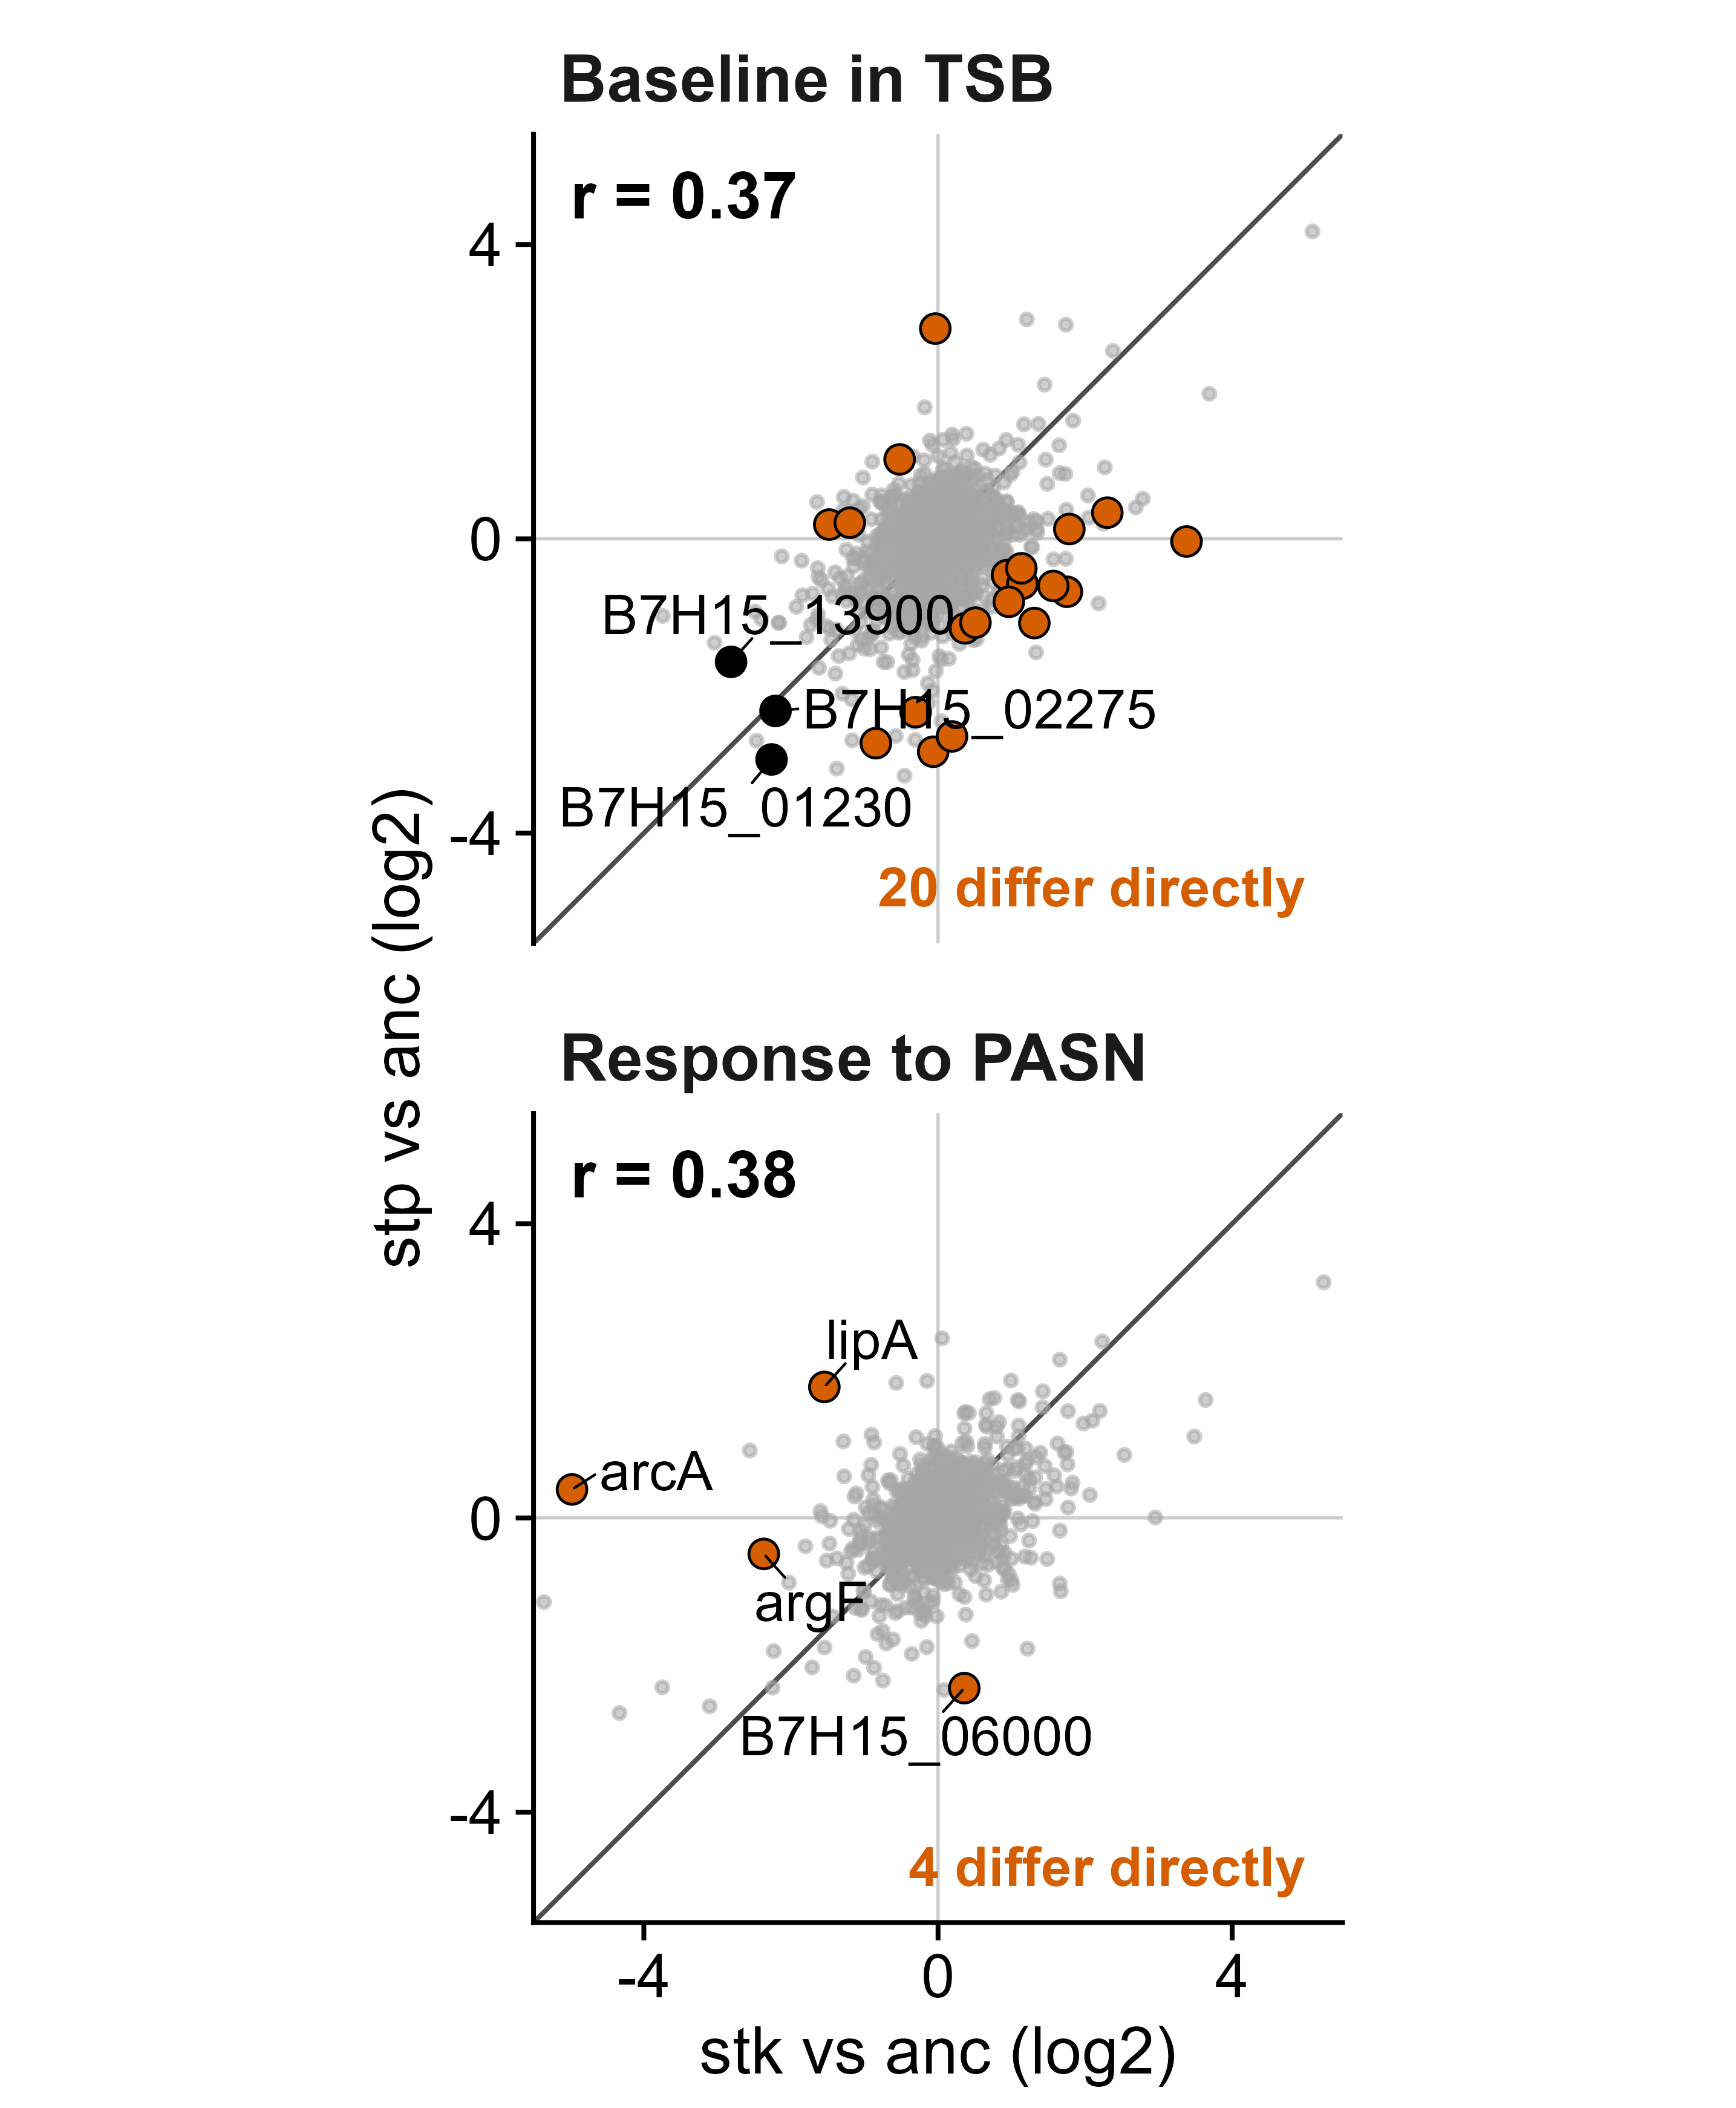 Baseline in TSB
r = 0.37
4
0
-4
B7H15_13900
B7H15_02275
B7H15_01230
20 differ directly
stp vs anc (log2)
Response to PASN
r = 0.38
4
0
-4
lipA
arcA
argF
B7H15_06000
4 differ directly
-4 0 4
stk vs anc (log2)